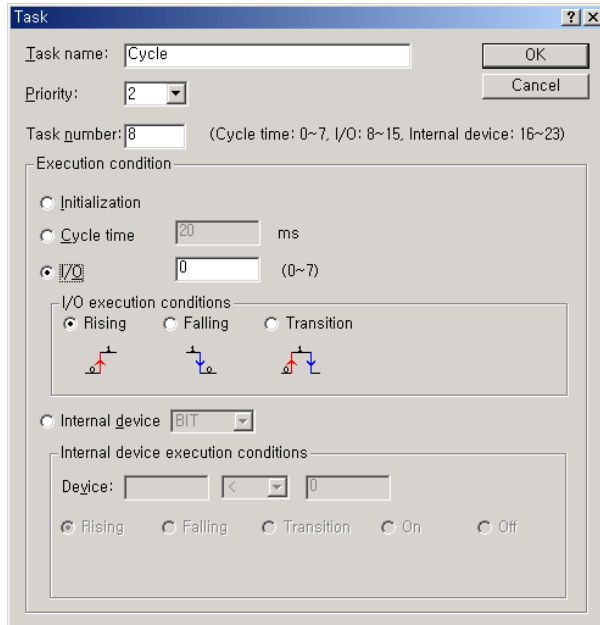 Task
Task name: Cycle
OK
Priority: 2
Cancel
Task number: 8 (Cycle time: 0~7, I/O: 8~15, Internal device: 16~23)
Execution condition
Initialization
Cycle time 20 ms
I/O 0 (0~7)
I/O execution conditions
Rising Falling Transition
0 1 1 0 0 1
Internal device BIT
Internal device execution conditions
Device: < 0
Rising Falling Transition On Off